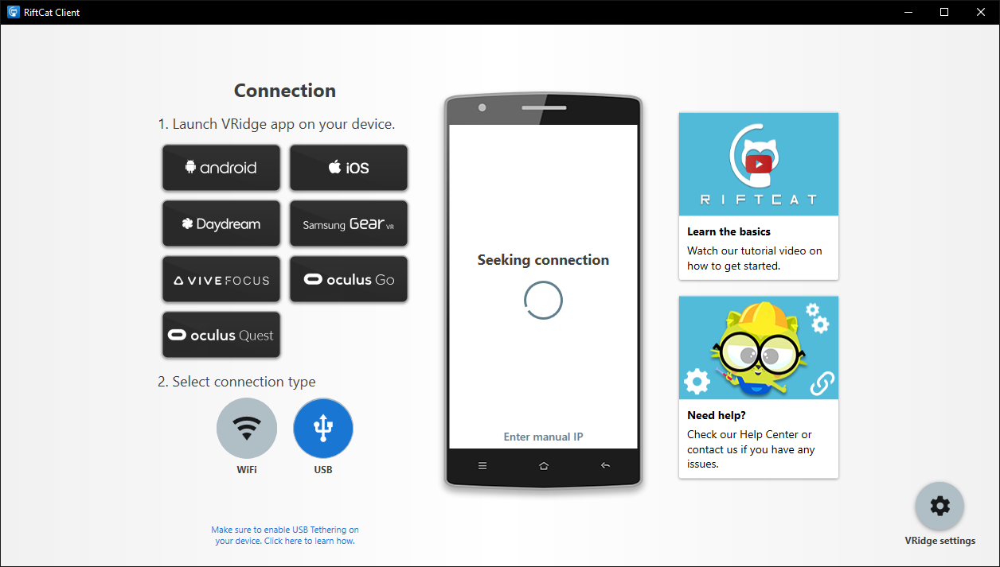 RiftCat Client
Connection
1. Launch VRidge app on your device.
android
iOS
Daydream
Samsung Gear VR
VIVE FOCUS
oculus Go
oculus Quest
2. Select connection type
WiFi
USB
Make sure to enable USB Tethering on
your device. Click here to learn how.
Seeking connection
Enter manual IP
RIFTCAT
Learn the basics
Watch our tutorial video on
how to get started.
Need help?
Check our Help Center or
contact us if you have any
issues.
VRidge settings